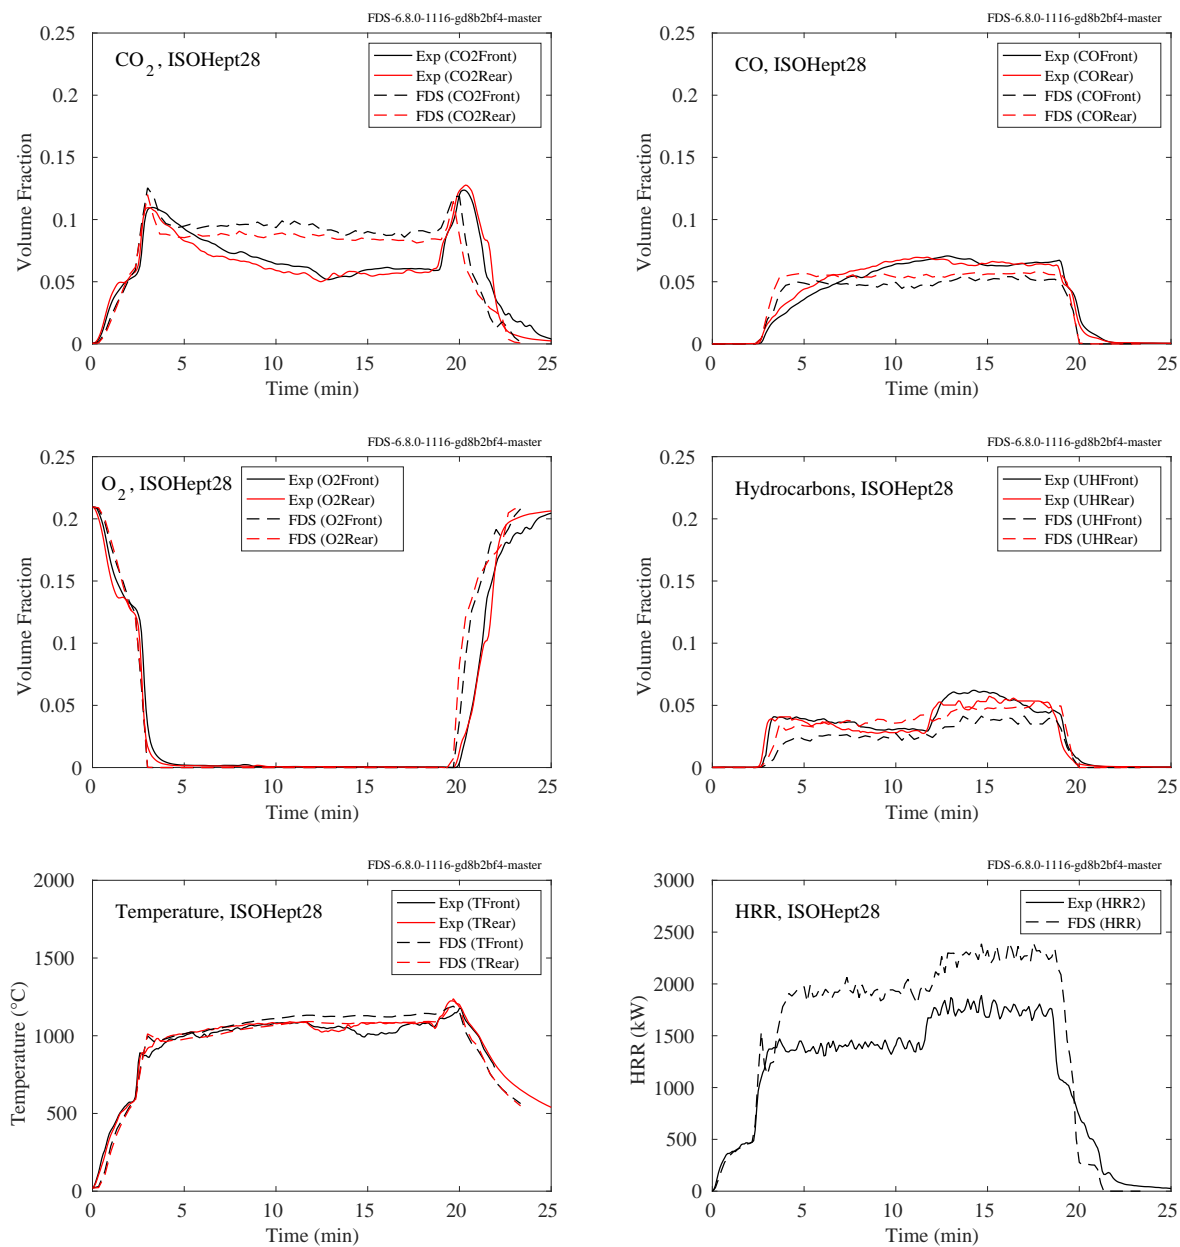 FDS-6.8.0-1116-gd8b2bf4-master
CO2, ISOHept28
Exp (CO2Front)
Exp (CO2Rear)
FDS (CO2Front)
FDS (CO2Rear)
0.25
0.2
0.15
0.1
0.05
0
Volume Fraction
0 5 10 15 20 25
Time (min)
FDS-6.8.0-1116-gd8b2bf4-master
CO, ISOHept28
Exp (COFront)
Exp (CORear)
FDS (COFront)
FDS (CORear)
0.25
0.2
0.15
0.1
0.05
0
Volume Fraction
0 5 10 15 20 25
Time (min)
FDS-6.8.0-1116-gd8b2bf4-master
O2, ISOHept28
Exp (O2Front)
Exp (O2Rear)
FDS (O2Front)
FDS (O2Rear)
0.25
0.2
0.15
0.1
0.05
0
Volume Fraction
0 5 10 15 20 25
Time (min)
FDS-6.8.0-1116-gd8b2bf4-master
Hydrocarbons, ISOHept28
Exp (UHFront)
Exp (UHRear)
FDS (UHFront)
FDS (UHRear)
0.25
0.2
0.15
0.1
0.05
0
Volume Fraction
0 5 10 15 20 25
Time (min)
FDS-6.8.0-1116-gd8b2bf4-master
Temperature, ISOHept28
Exp (TFront)
Exp (TRear)
FDS (TFront)
FDS (TRear)
2000
1500
1000
500
0
Temperature (°C)
0 5 10 15 20 25
Time (min)
FDS-6.8.0-1116-gd8b2bf4-master
HRR, ISOHept28
Exp (HRR2)
FDS (HRR)
3000
2500
2000
1500
1000
500
0
HRR (kW)
0 5 10 15 20 25
Time (min)